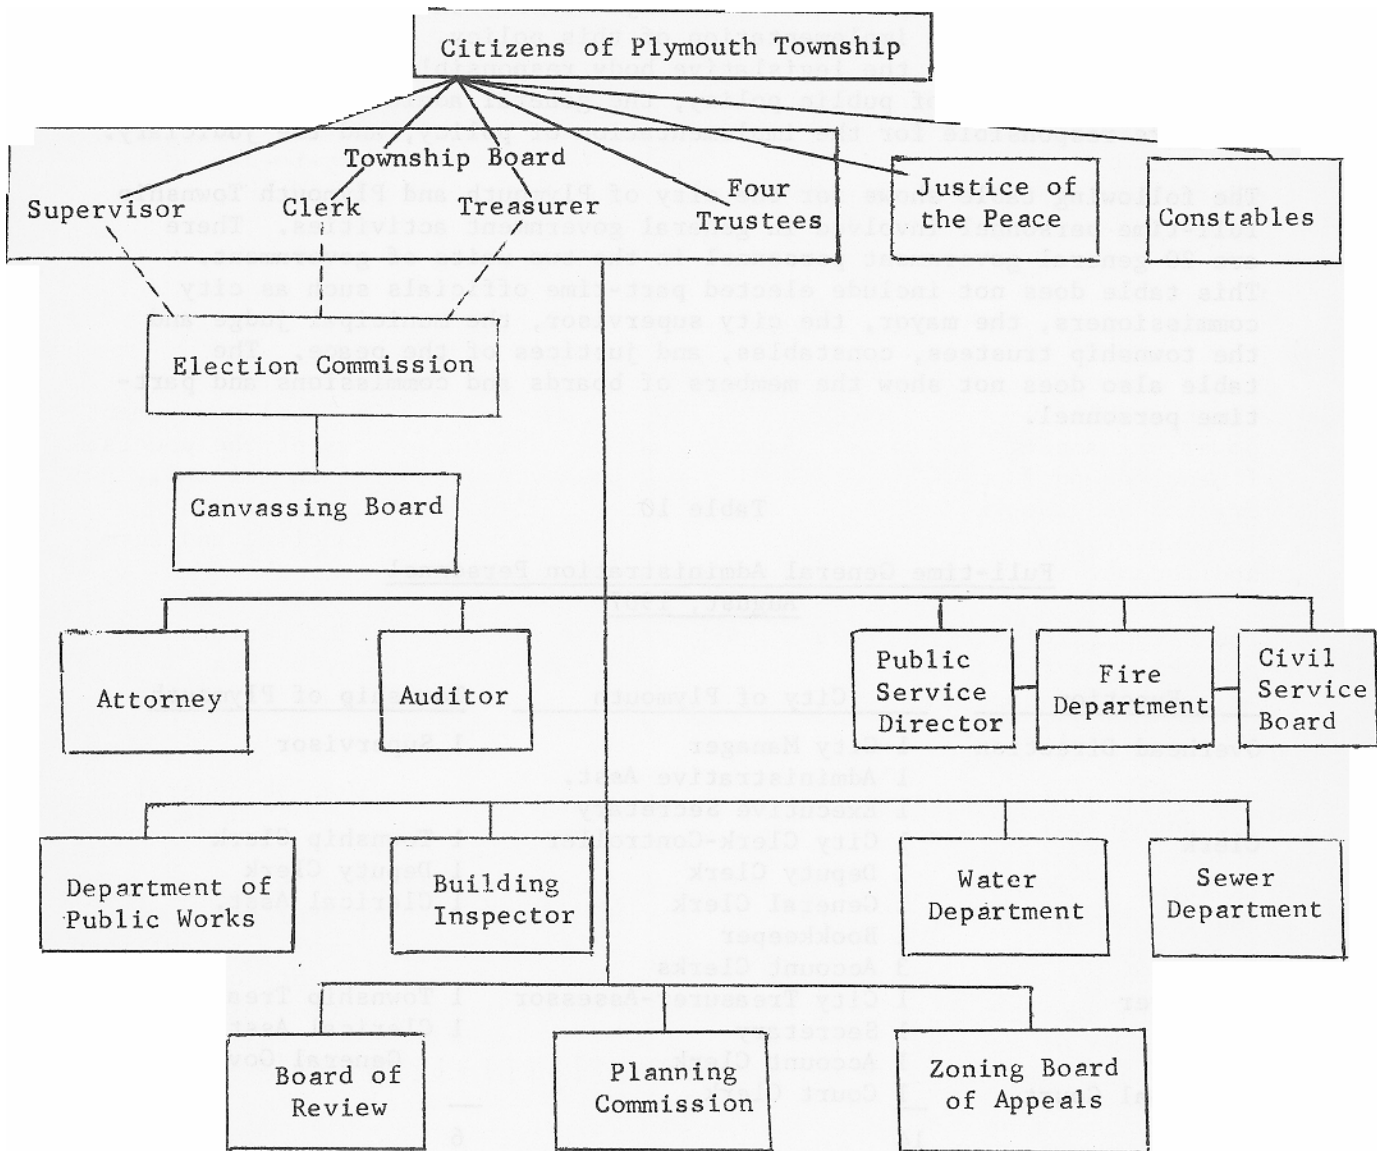 Citizens of Plymouth Township
Township Board
Supervisor
Clerk
Treasurer
Four
Trustees
Justice of
the Peace
Constables
Election Commission
Canvassing Board
Attorney
Auditor
Public
Service
Director
Fire
Department
Civil
Service
Board
Department of
Public Works
Building
Inspector
Water
Department
Sewer
Department
Board of
Review
Planning
Commission
Zoning Board
of Appeals